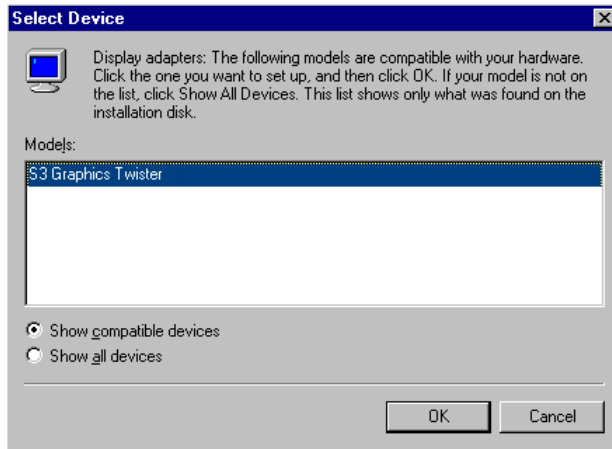 Select Device
Display adapters: The following models are compatible with your hardware.
Click the one you want to set up, and then click OK. If your model is not on
the list, click Show All Devices. This list shows only what was found on the
installation disk.
Models:
S3 Graphics Twister
Show compatible devices
Show all devices
OK Cancel